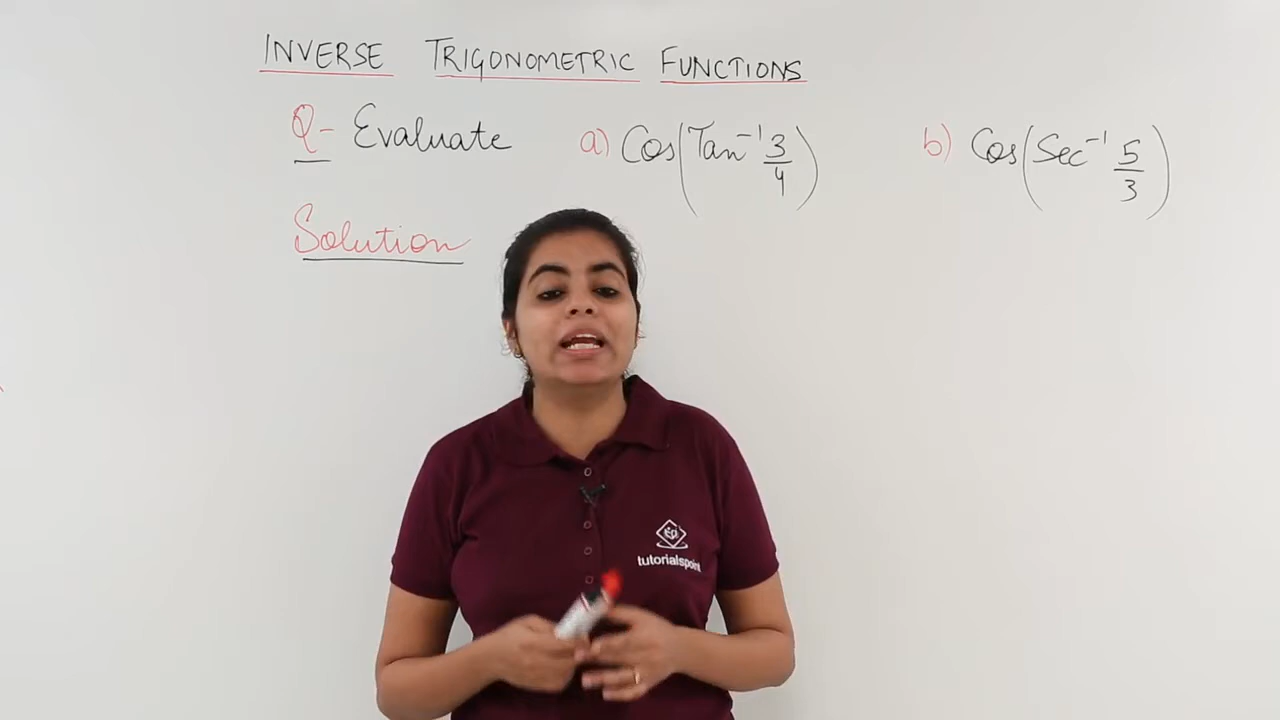 INVERSE TRIGONOMETRIC FUNCTIONS
Q- Evaluate a) Cos(Tan⁻¹ 3/4) b) Cos(Sec⁻¹ 5/3)
Solution
tutorialspoint